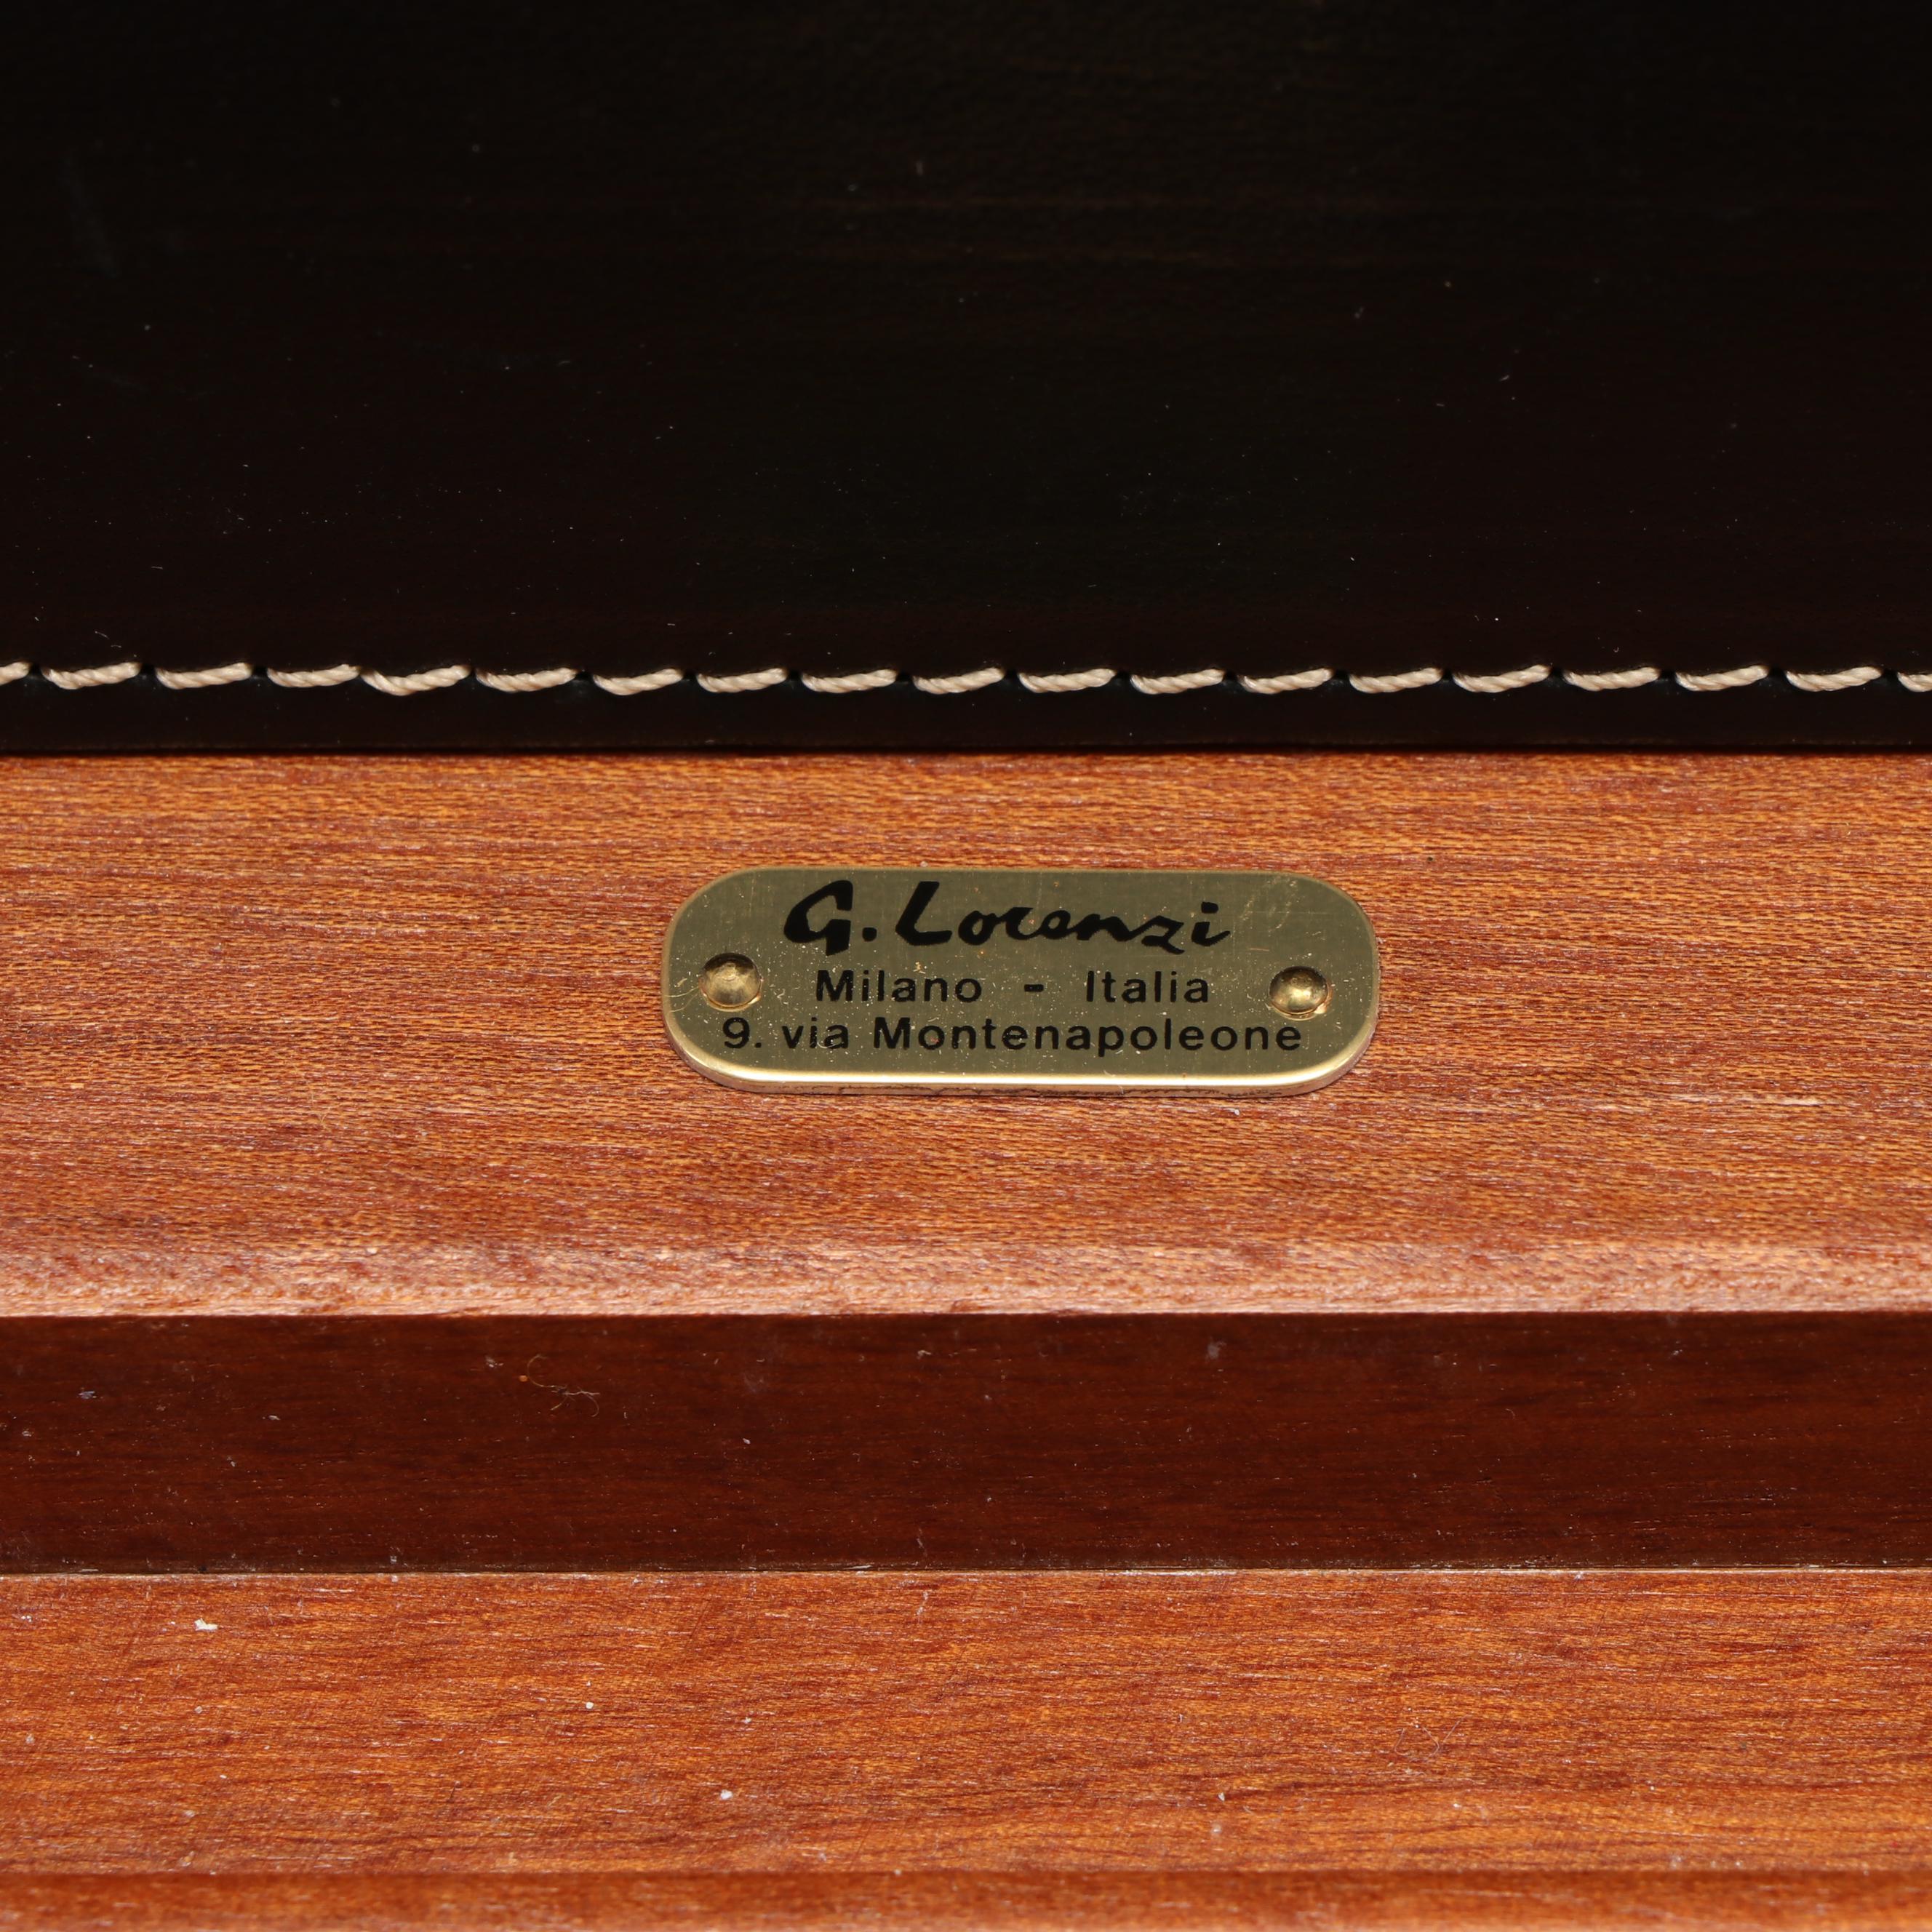 G. Lorenzi
Milano - Italia
9. via Montenapoleone